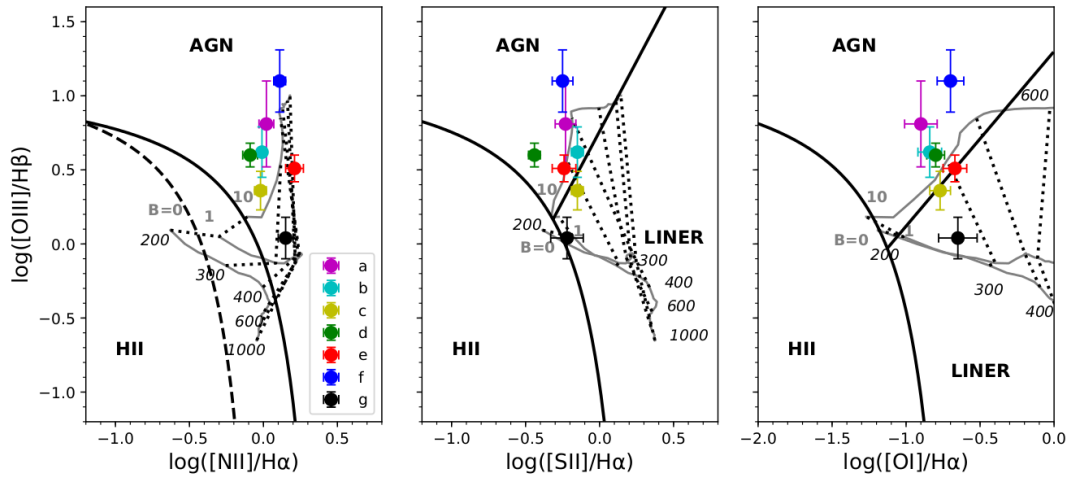 AGN
HII
B=0
1
10
200
300
400
600
1000
a
b
c
d
e
f
g
1.5
1.0
0.5
0.0
−0.5
−1.0
−1.0
−0.5
0.0
0.5
log([OIII]/Hβ)
log([NII]/Hα)
AGN
LINER
HII
10
200
B=0
1
300
400
600
1000
−1.0
−0.5
0.0
0.5
log([SII]/Hα)
AGN
600
10
B=0
1
200
300
400
HII
LINER
−2.0
−1.5
−1.0
−0.5
0.0
log([OI]/Hα)